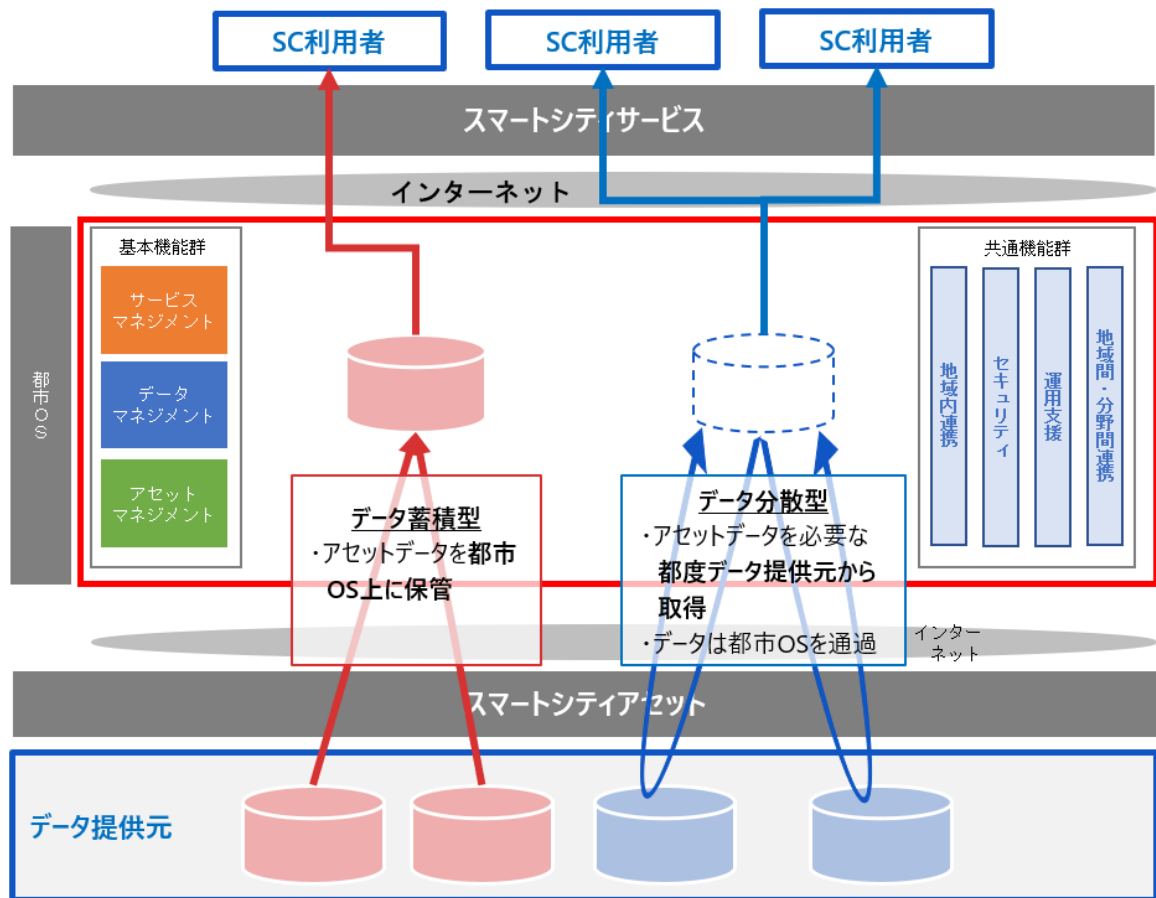 SC利用者
SC利用者
SC利用者
スマートシティサービス
インターネット
都市OS
基本機能群
サービス
マネジメント
データ
マネジメント
アセット
マネジメント
共通機能群
地域内連携
セキュリティ
運用支援
地域間・分野間連携
データ蓄積型
・アセットデータを都市
OS上に保管
データ分散型
・アセットデータを必要な
都度データ提供元から
取得
・データは都市OSを通過
インター
ネット
スマートシティアセット
データ提供元